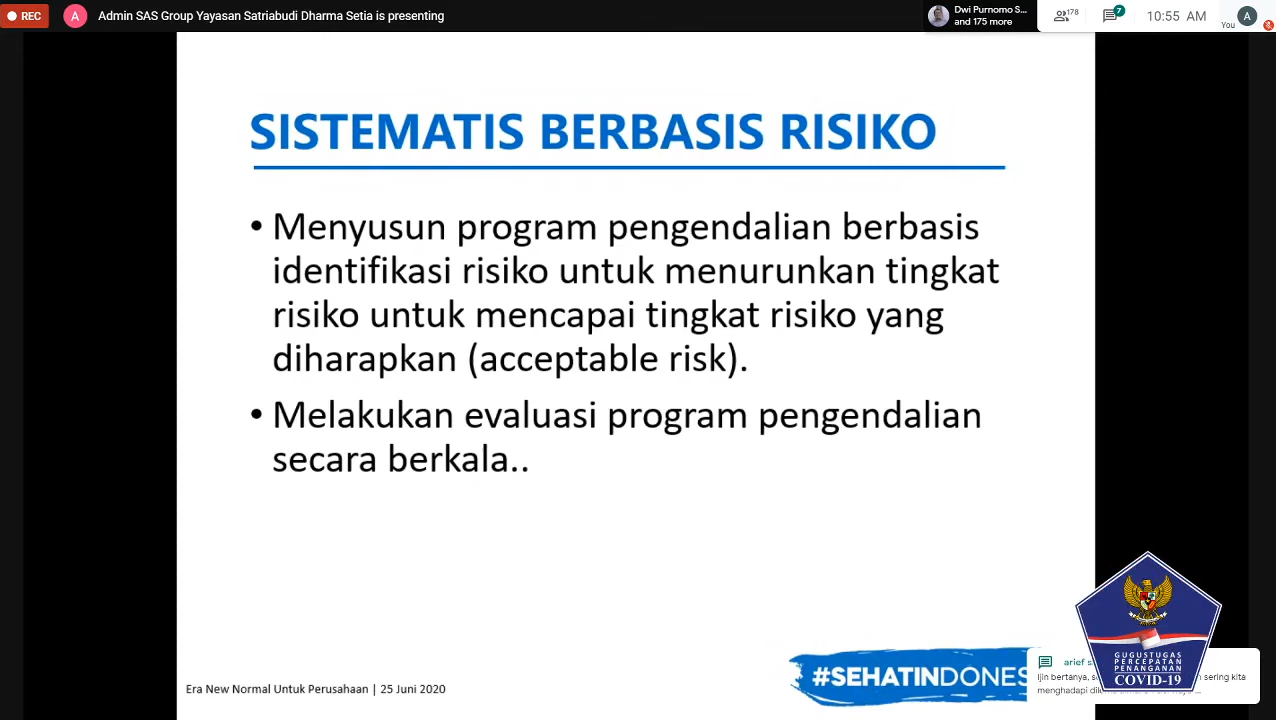 REC
A
Admin SAS Group Yayasan Satriabudi Dharma Setia is presenting
Dwi Purnomo S...
and 175 more
178
7
10:55 AM
You
A
SISTEMATIS BERBASIS RISIKO
• Menyusun program pengendalian berbasis
identifikasi risiko untuk menurunkan tingkat
risiko untuk mencapai tingkat risiko yang
diharapkan (acceptable risk).
• Melakukan evaluasi program pengendalian
secara berkala..
Era New Normal Untuk Perusahaan | 25 Juni 2020
#SEHATINDONES
arief s
Ijin bertanya,
sering kita
menghadapi
GUGUSTUGAS
PERCEPATAN
PENANGANAN
COVID-19